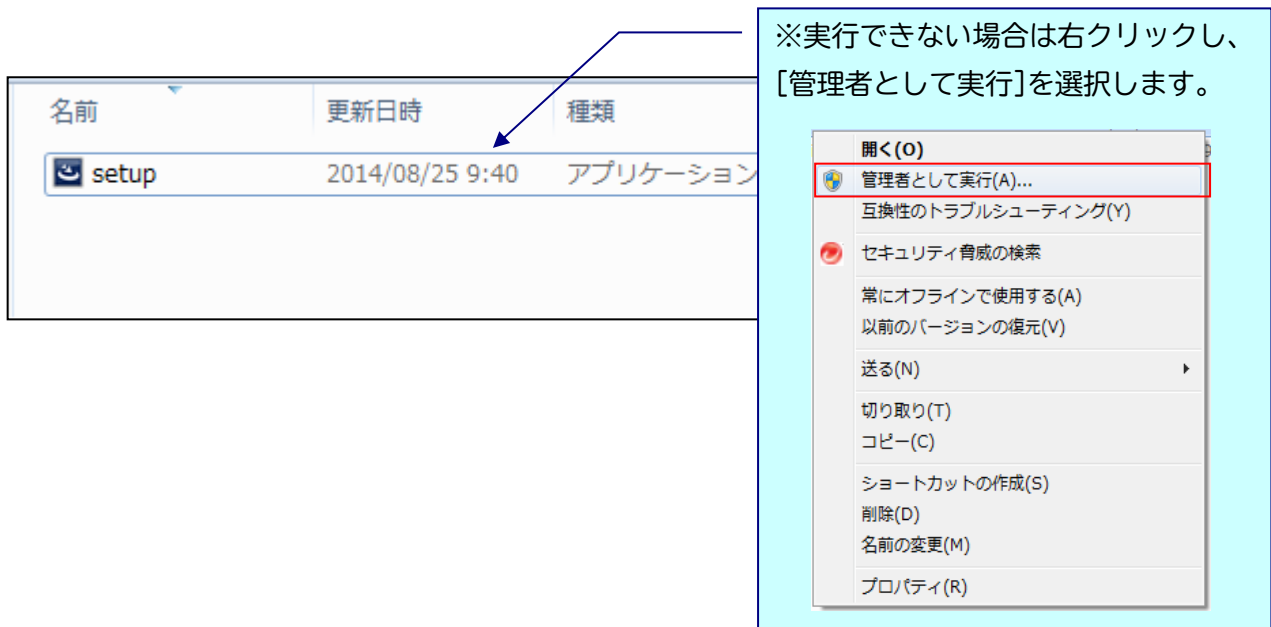 ※実行できない場合は右クリックし、
[管理者として実行]を選択します。
名前 更新日時 種類
setup 2014/08/25 9:40 アプリケーション
開く(O)
管理者として実行(A)...
互換性のトラブルシューティング(Y)
セキュリティ脅威の検索
常にオフラインで使用する(A)
以前のバージョンの復元(V)
送る(N)
切り取り(T)
コピー(C)
ショートカットの作成(S)
削除(D)
名前の変更(M)
プロパティ(R)